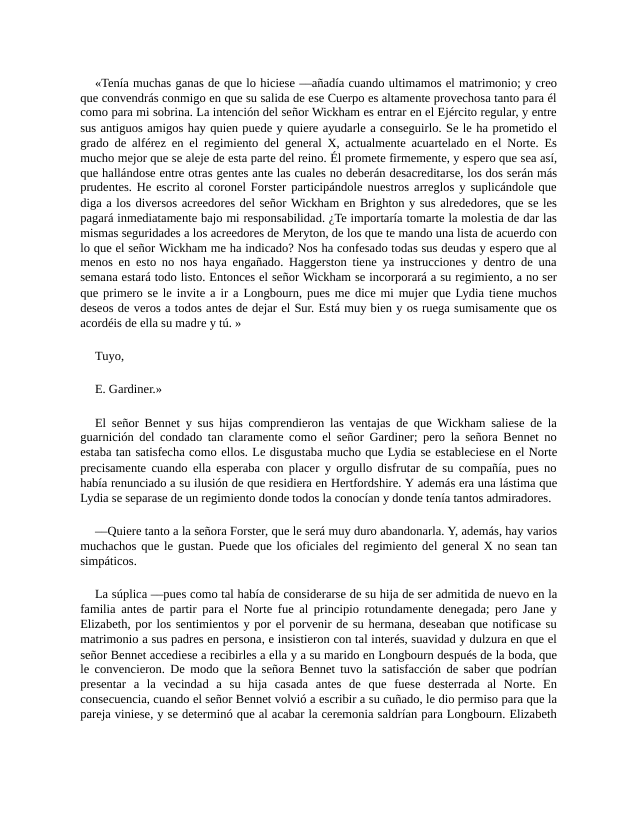 «Tenía muchas ganas de que lo hiciese —añadía cuando ultimamos el matrimonio; y creo
que convendrás conmigo en que su salida de ese Cuerpo es altamente provechosa tanto para él
como para mi sobrina. La intención del señor Wickham es entrar en el Ejército regular, y entre
sus antiguos amigos hay quien puede y quiere ayudarle a conseguirlo. Se le ha prometido el
grado de alférez en el regimiento del general X, actualmente acuartelado en el Norte. Es
mucho mejor que se aleje de esta parte del reino. Él promete firmemente, y espero que sea así,
que hallándose entre otras gentes ante las cuales no deberán desacreditarse, los dos serán más
prudentes. He escrito al coronel Forster participándole nuestros arreglos y suplicándole que
diga a los diversos acreedores del señor Wickham en Brighton y sus alrededores, que se les
pagará inmediatamente bajo mi responsabilidad. ¿Te importaría tomarte la molestia de dar las
mismas seguridades a los acreedores de Meryton, de los que te mando una lista de acuerdo con
lo que el señor Wickham me ha indicado? Nos ha confesado todas sus deudas y espero que al
menos en esto no nos haya engañado. Haggerston tiene ya instrucciones y dentro de una
semana estará todo listo. Entonces el señor Wickham se incorporará a su regimiento, a no ser
que primero se le invite a ir a Longbourn, pues me dice mi mujer que Lydia tiene muchos
deseos de veros a todos antes de dejar el Sur. Está muy bien y os ruega sumisamente que os
acordéis de ella su madre y tú. »
Tuyo,
E. Gardiner.»
El señor Bennet y sus hijas comprendieron las ventajas de que Wickham saliese de la
guarnición del condado tan claramente como el señor Gardiner; pero la señora Bennet no
estaba tan satisfecha como ellos. Le disgustaba mucho que Lydia se estableciese en el Norte
precisamente cuando ella esperaba con placer y orgullo disfrutar de su compañía, pues no
había renunciado a su ilusión de que residiera en Hertfordshire. Y además era una lástima que
Lydia se separase de un regimiento donde todos la conocían y donde tenía tantos admiradores.
—Quiere tanto a la señora Forster, que le será muy duro abandonarla. Y, además, hay varios
muchachos que le gustan. Puede que los oficiales del regimiento del general X no sean tan
simpáticos.
La súplica —pues como tal había de considerarse de su hija de ser admitida de nuevo en la
familia antes de partir para el Norte fue al principio rotundamente denegada; pero Jane y
Elizabeth, por los sentimientos y por el porvenir de su hermana, deseaban que notificase su
matrimonio a sus padres en persona, e insistieron con tal interés, suavidad y dulzura en que el
señor Bennet accediese a recibirles a ella y a su marido en Longbourn después de la boda, que
le convencieron. De modo que la señora Bennet tuvo la satisfacción de saber que podrían
presentar a la vecindad a su hija casada antes de que fuese desterrada al Norte. En
consecuencia, cuando el señor Bennet volvió a escribir a su cuñado, le dio permiso para que la
pareja viniese, y se determinó que al acabar la ceremonia saldrían para Longbourn. Elizabeth